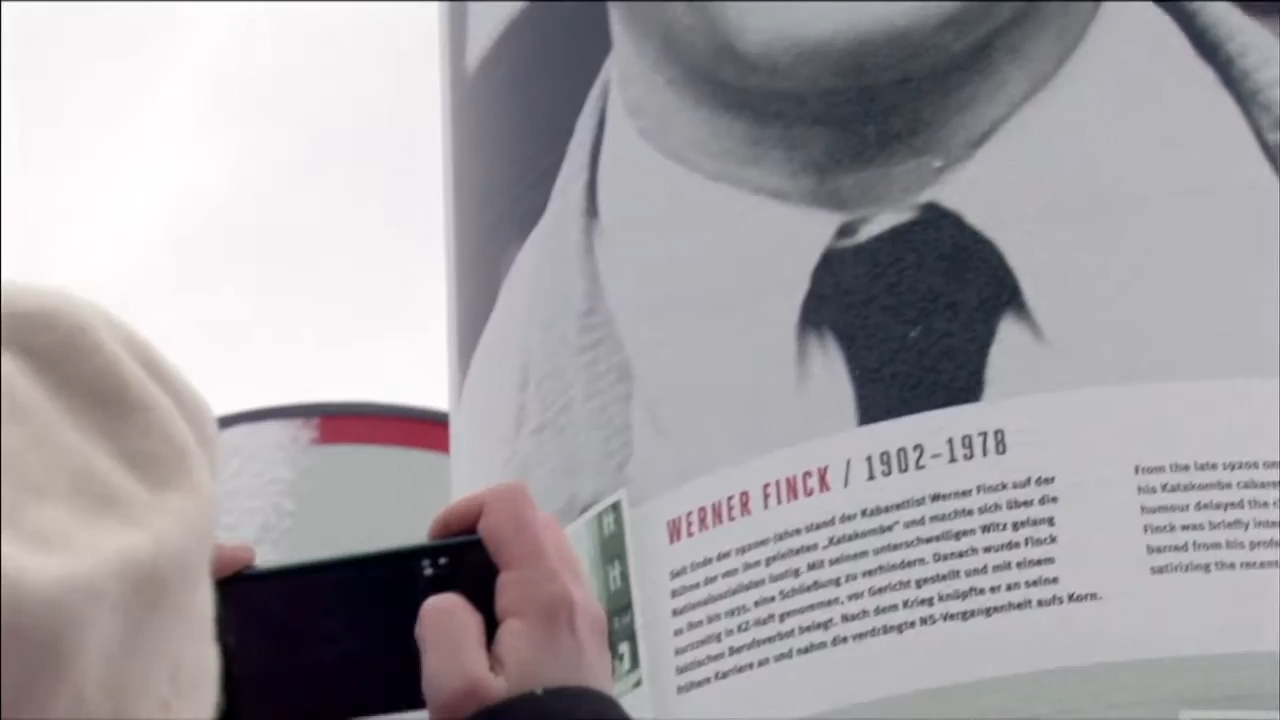 WERNER FINCK / 1902–1978
Seit Ende der 1920er-Jahre stand der Kabarettist Werner Finck auf der
Bühne der von ihm geleiteten „Katakombe“ und machte sich über die
Nationalsozialisten lustig. Mit seinem unterschwelligen Witz gelang
es ihm bis 1935, eine Schließung zu verhindern. Danach wurde Finck
kurzzeitig in KZ-Haft genommen, vor Gericht gestellt und mit einem
faktischen Berufsverbot belegt. Nach dem Krieg knüpfte er an seine
frühere Karriere an und nahm die verdrängte NS-Vergangenheit aufs Korn.
From the late 1920s on
his Katakombe cabar
humour delayed the
Finck was briefly inte
barred from his profe
satirizing the recen